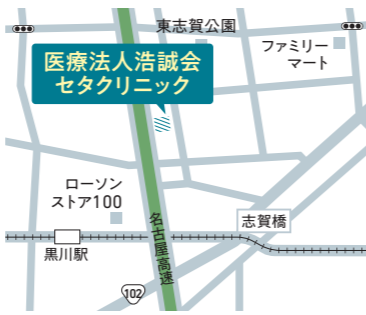 東志賀公園
ファミリー
マート
医療法人浩誠会
セタクリニック
ローソン
ストア100
志賀橋
名古屋高速
黒川駅
102